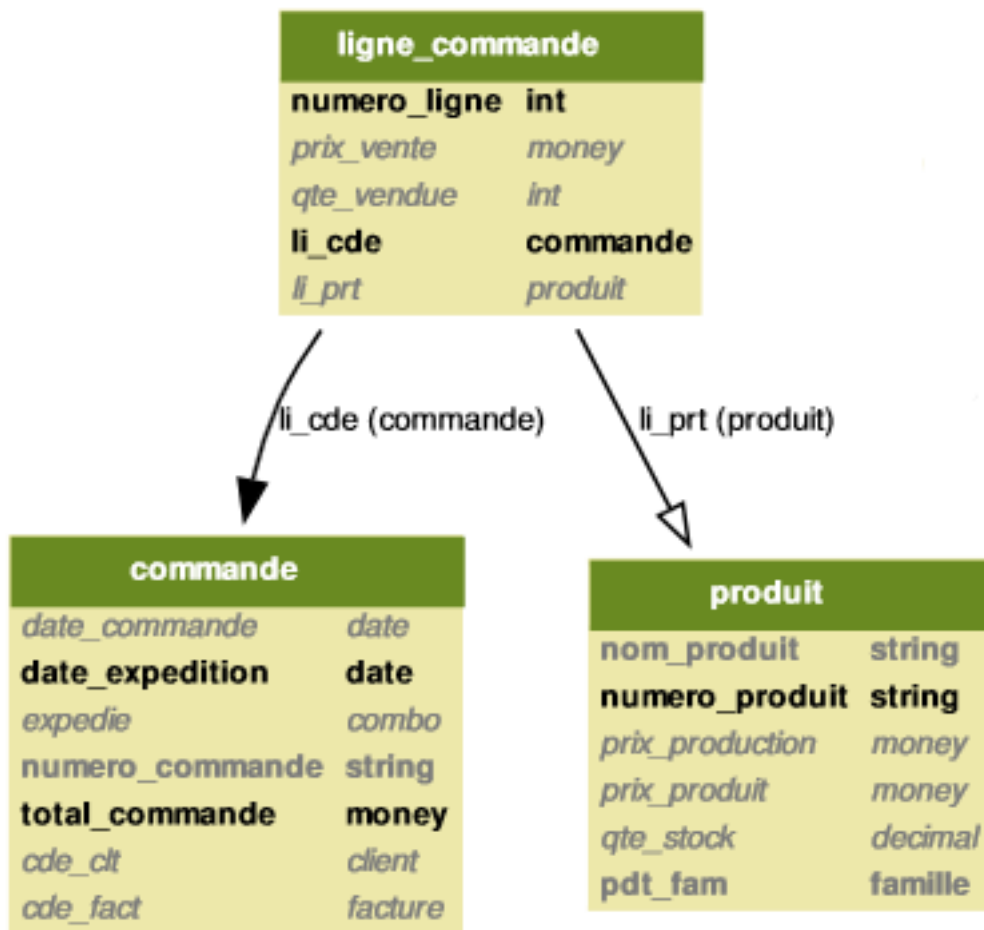 ligne_commande
numero_ligne int
prix_vente money
qte_vendue int
li_cde commande
li_prt produit
li_cde (commande)
li_prt (produit)
commande
date_commande date
date_expedition date
expedie combo
numero_commande string
total_commande money
cde_clt client
cde_fact facture
produit
nom_produit string
numero_produit string
prix_production money
prix_produit money
qte_stock decimal
pdt_fam famille